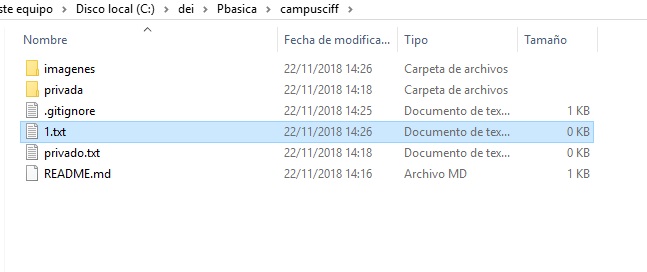 ste equipo > Disco local (C:) > dei > Pbasica > campusciff
Nombre Fecha de modifica... Tipo Tamaño
imagenes 22/11/2018 14:26 Carpeta de archivos
privada 22/11/2018 14:18 Carpeta de archivos
.gitignore 22/11/2018 14:25 Documento de tex... 1 KB
1.txt 22/11/2018 14:26 Documento de tex... 0 KB
privado.txt 22/11/2018 14:18 Documento de tex... 0 KB
README.md 22/11/2018 14:16 Archivo MD 1 KB